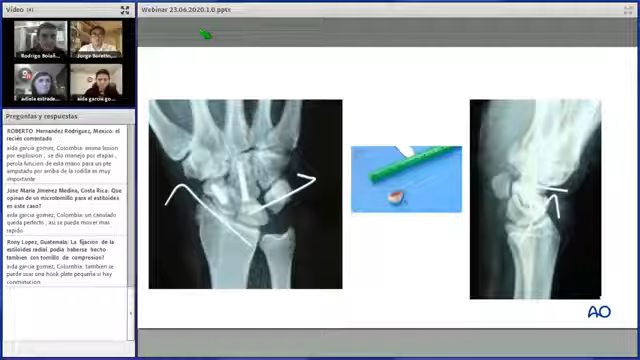 Vídeo (4)
Webinar 23.06.2020.1.0.pptx
Rodrigo Bolañ...
Jorge Boretto,...
adiela estrada...
aida garcia go...
Preguntas y respuestas
ROBERTO Hernandez Rodriguez, Mexico: el
recien comentado
aida garcia gomez, Colombia: misma lesion
por explosion , se dio manejo por etapas ,
perola funcion de esta mano para un pte
amputado por arriba de la rodilla es muy
importante
José Maria Jimenez Medina, Costa Rica: Que
opinan de un microtornillo para el estiloides en
este caso?
aida garcia gomez, Colombia: un canulado
queda perfecto , asi se puede mover mas
rapido
Rony Lopez, Guatemala: La fijacion de la
estiloides radial podia haberse hecho
tambien con tornillo de compresion?
aida garcia gomez, Colombia: tambien se
puede usar una hook plate pequeña si hay
conminucion
AO